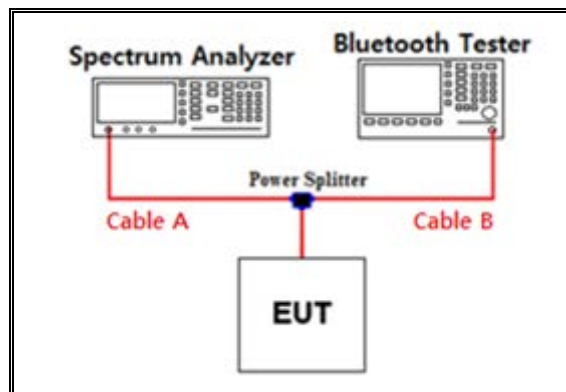 Spectrum Analyzer
Bluetooth Tester
Power Splitter
Cable A
Cable B
EUT